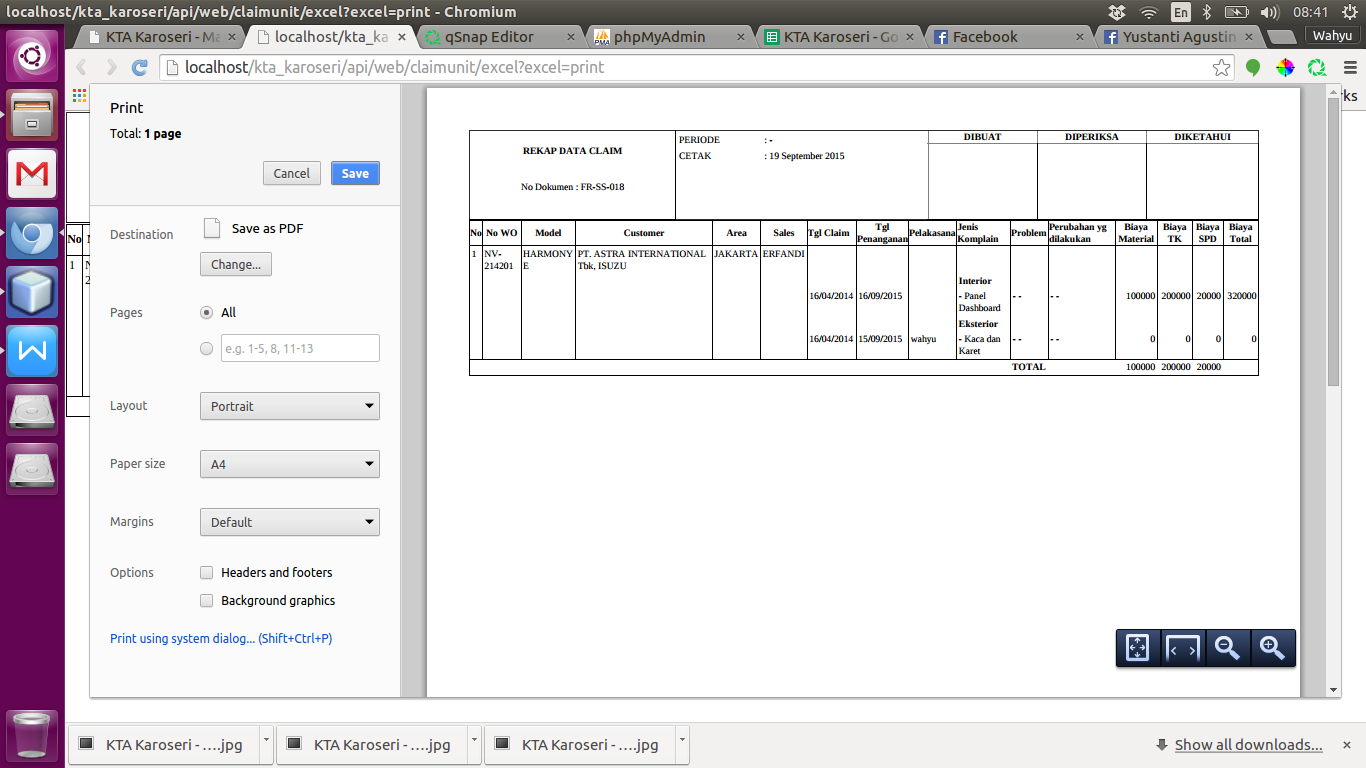 localhost/kta_karoseri/api/web/claimunit/excel?excel=print - Chromium
En
08:41
KTA Karoseri - Ma
localhost/kta_ka
qSnap Editor
phpMyAdmin
KTA Karoseri - Go
Facebook
Yustanti Agustin
Wahyu
localhost/kta_karoseri/api/web/claimunit/excel?excel=print
ks
Print
Total: 1 page
Cancel
Save
Destination
Save as PDF
Change...
Pages
All
e.g. 1-5, 8, 11-13
Layout
Portrait
Paper size
A4
Margins
Default
Options
Headers and footers
Background graphics
Print using system dialog... (Shift+Ctrl+P)
No
1
REKAP DATA CLAIM
No Dokumen : FR-SS-018
PERIODE : -
CETAK : 19 September 2015
DIBUAT DIPERIKSA DIKETAHUI
No No WO Model Customer Area Sales Tgl Claim Tgl Penanganan Pelakasana Jenis Komplain Problem Perubahan yg dilakukan Biaya Material Biaya TK Biaya SPD Biaya Total
1 NV-214201 HARMONY E PT. ASTRA INTERNATIONAL Tbk, ISUZU JAKARTA ERFANDI
Interior
16/04/2014 16/09/2015 - Panel Dashboard - - - - 100000 200000 20000 320000
Eksterior
16/04/2014 15/09/2015 wahyu - Kaca dan Karet - - - - 0 0 0 0
TOTAL 100000 200000 20000
KTA Karoseri - ....jpg
KTA Karoseri - ....jpg
KTA Karoseri - ....jpg
Show all downloads...